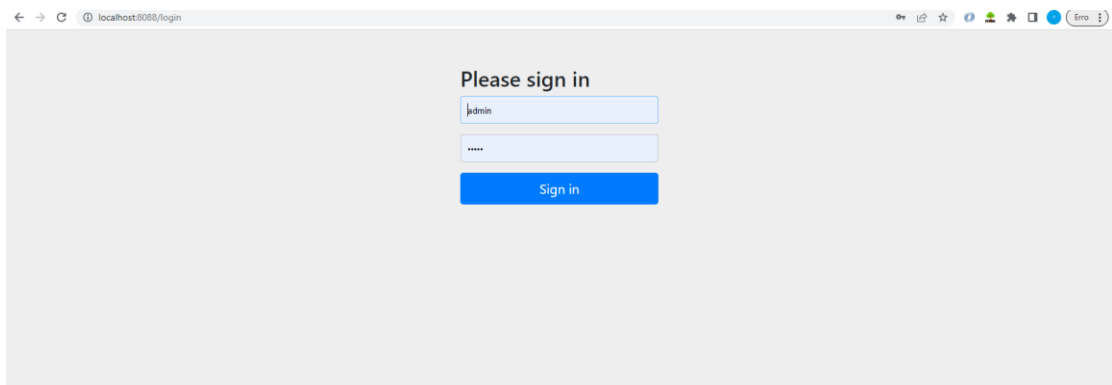 localhost:8088/login
Erro
Please sign in
admin
•••••
Sign in